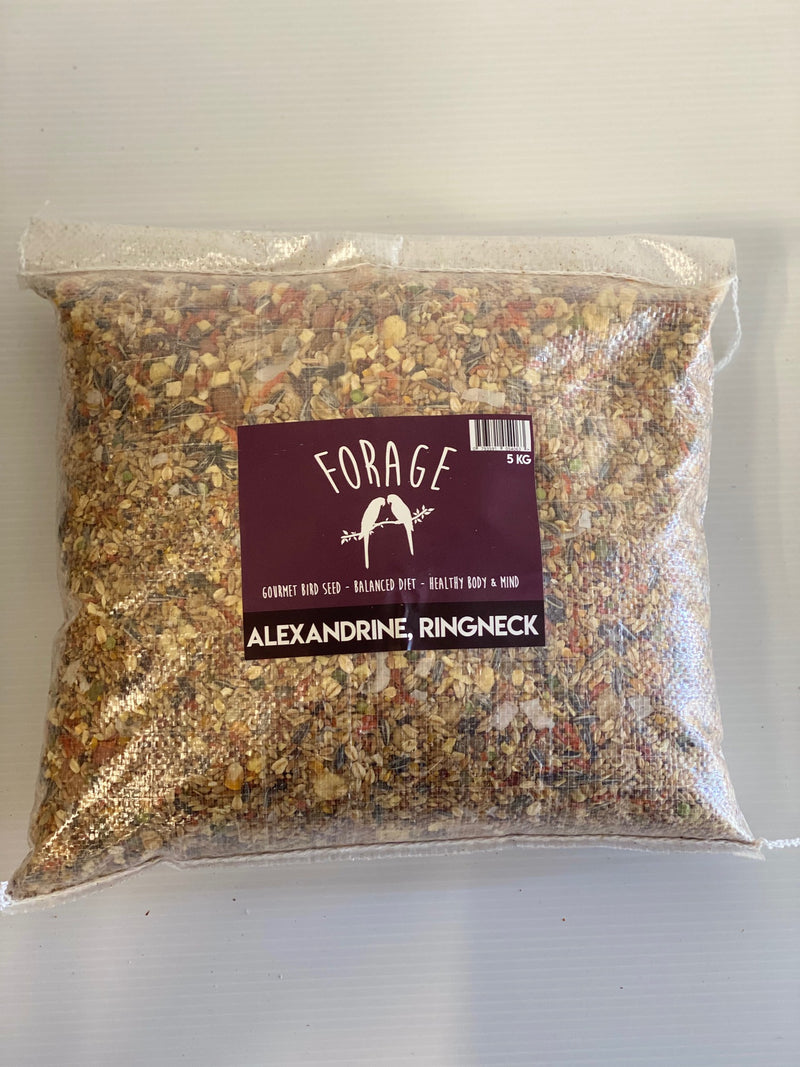 FORAGE
5 KG
GOURMET BIRD SEED - BALANCED DIET - HEALTHY BODY & MIND
ALEXANDRINE, RINGNECK